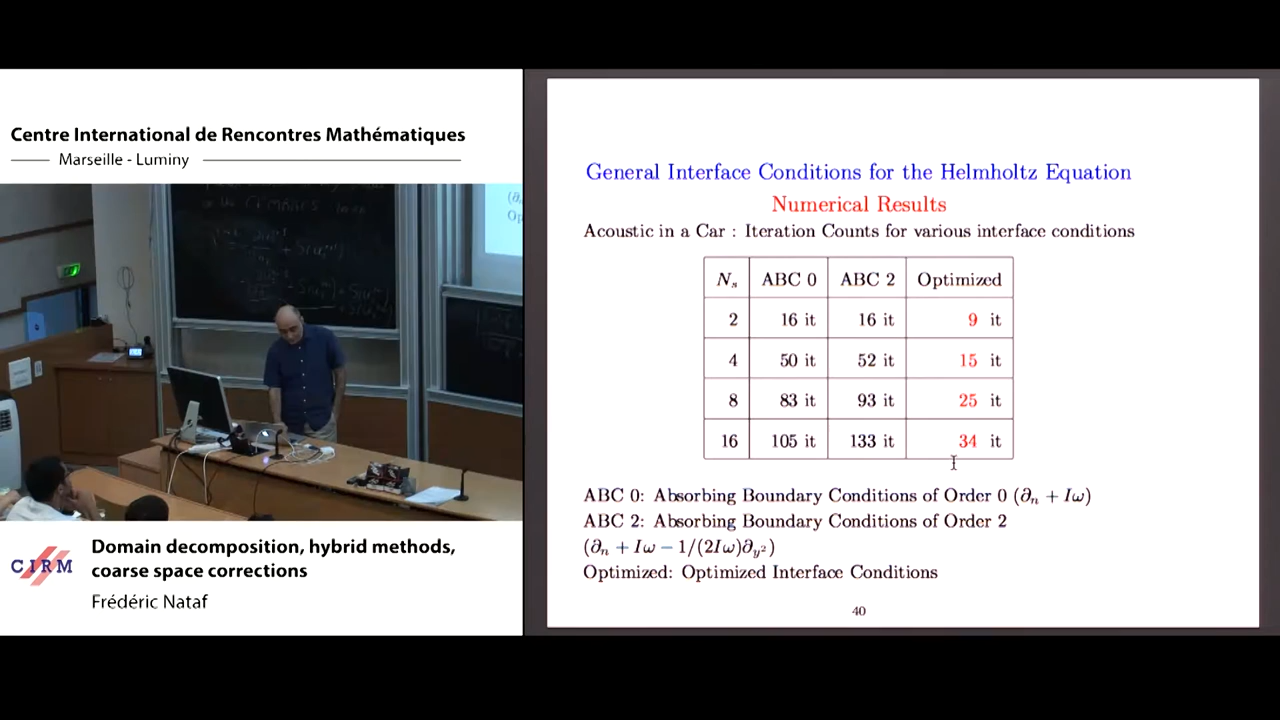 Centre International de Rencontres Mathématiques
Marseille - Luminy
General Interface Conditions for the Helmholtz Equation
Numerical Results
Acoustic in a Car : Iteration Counts for various interface conditions
Nₛ ABC 0 ABC 2 Optimized
2 16 it 16 it 9 it
4 50 it 52 it 15 it
8 83 it 93 it 25 it
16 105 it 133 it 34 it
ABC 0: Absorbing Boundary Conditions of Order 0 (∂ₙ + Iω)
ABC 2: Absorbing Boundary Conditions of Order 2
(∂ₙ + Iω − 1/(2Iω)∂_y²)
Optimized: Optimized Interface Conditions
40
CIRM
Domain decomposition, hybrid methods,
coarse space corrections
Frédéric Nataf